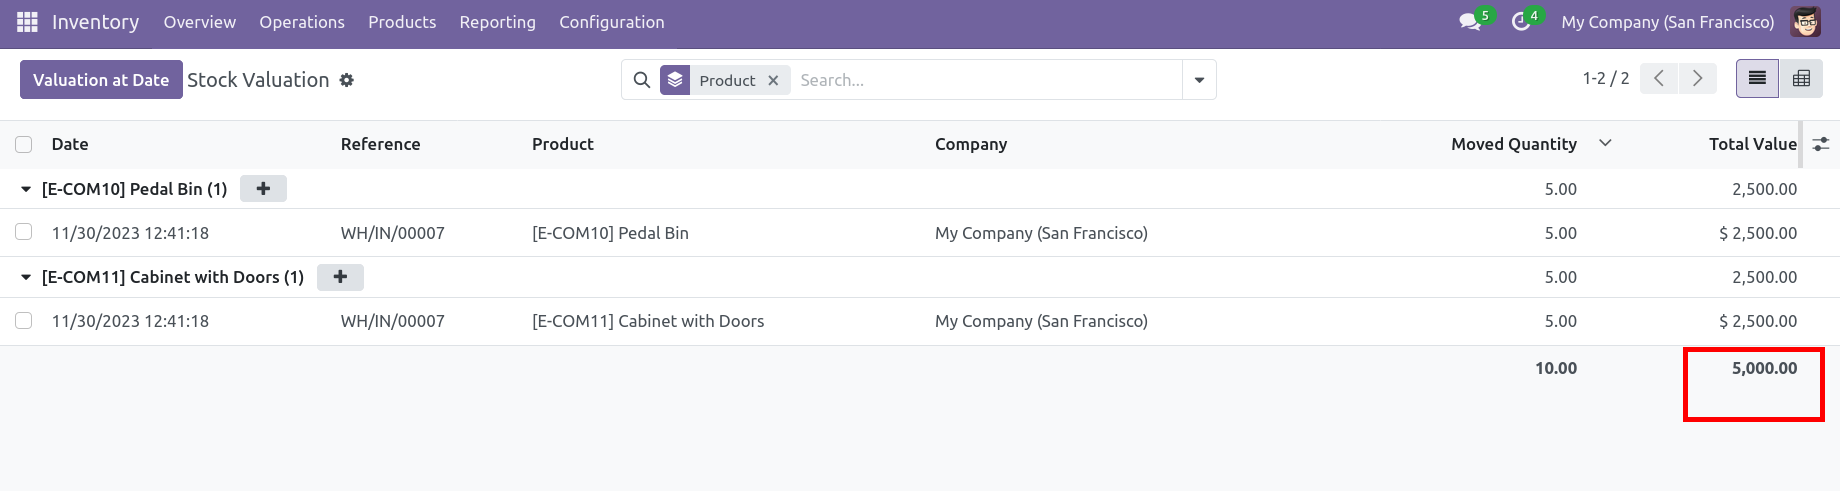 Inventory Overview Operations Products Reporting Configuration 5 4 My Company (San Francisco)
Valuation at Date Stock Valuation Product Search... 1-2 / 2
Date Reference Product Company Moved Quantity Total Value
[E-COM10] Pedal Bin (1) 5.00 2,500.00
11/30/2023 12:41:18 WH/IN/00007 [E-COM10] Pedal Bin My Company (San Francisco) 5.00 $ 2,500.00
[E-COM11] Cabinet with Doors (1) 5.00 2,500.00
11/30/2023 12:41:18 WH/IN/00007 [E-COM11] Cabinet with Doors My Company (San Francisco) 5.00 $ 2,500.00
10.00 5,000.00